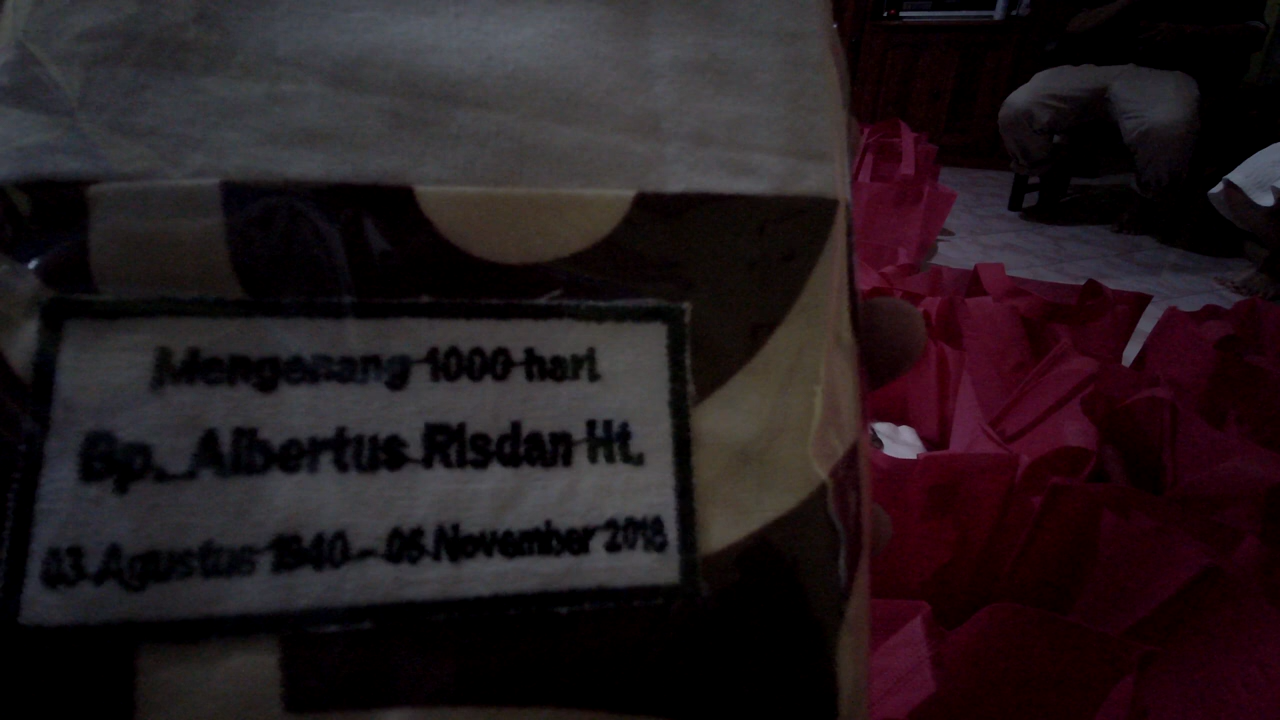 Mengenang 1000 hari
Bp. Albertus Risdan Ht.
03 Agustus 1940 - 06 November 2018